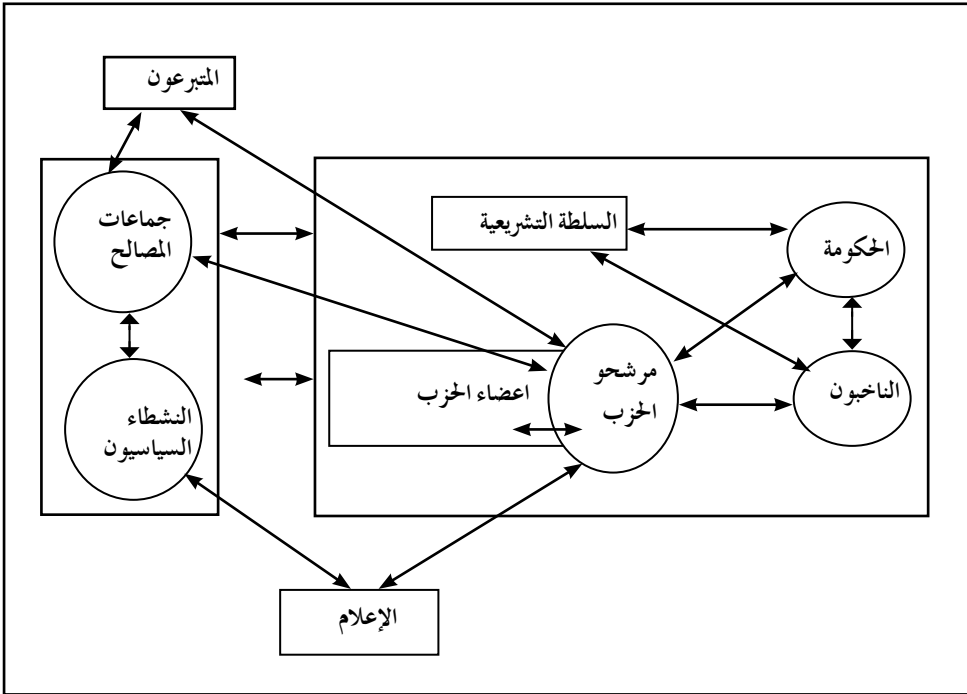 المتبرعون
جماعات
المصالح
السلطة التشريعية
الحكومة
مرشحو
الحزب
اعضاء الحزب
الناخبون
النشطاء
السياسيون
الإعلام